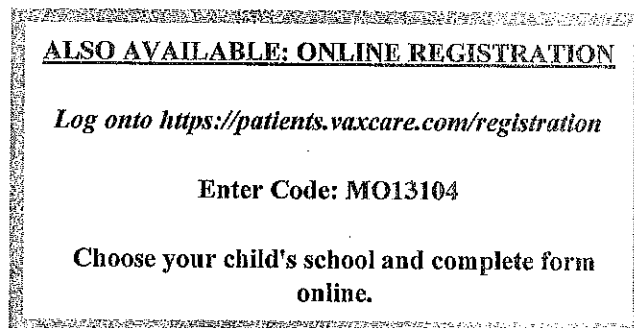 ALSO AVAILABLE: ONLINE REGISTRATION
Log onto https://patients.vaxcare.com/registration
Enter Code: MO13104
Choose your child's school and complete form
online.